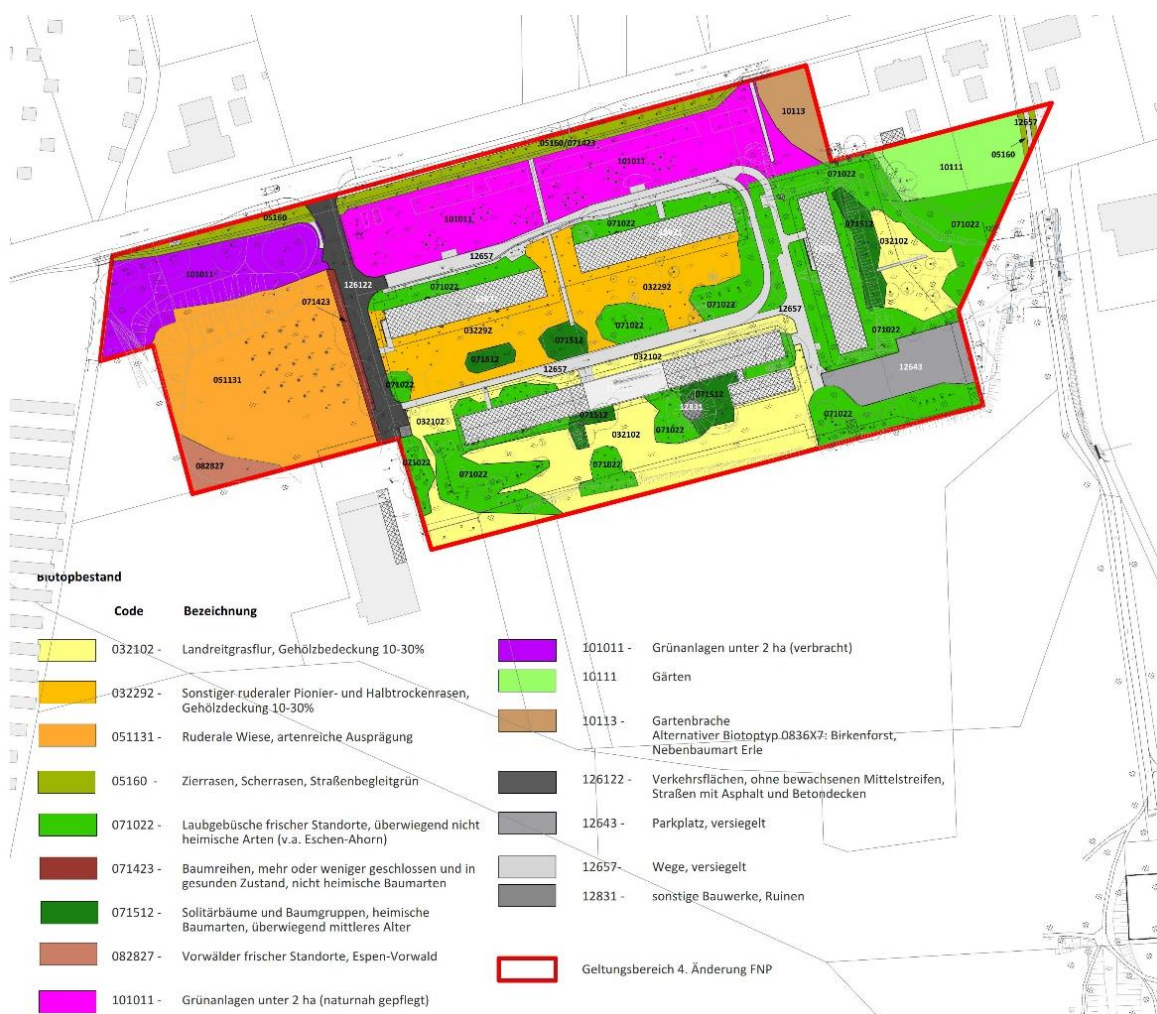 10113
12657
05160/071423
05160
101011
10111
071022
05160
101011
071022
071512
071022
032102
101011
12657
126122
071022
071423
032292
071022
032292
071022
12657
071022
051131
071512
071512
032102
12657
12643
071022
071512
12831
032102
071512
032102
071022
071022
082827
071022
071022
071022
Biotopbestand
Code Bezeichnung
032102 - Landreitgrasflur, Gehölzbedeckung 10-30%
032292 - Sonstiger ruderaler Pionier- und Halbtrockenrasen,
Gehölzdeckung 10-30%
051131 - Ruderale Wiese, artenreiche Ausprägung
05160 - Zierrasen, Scherrasen, Straßenbegleitgrün
071022 - Laubgebüsche frischer Standorte, überwiegend nicht
heimische Arten (v.a. Eschen-Ahorn)
071423 - Baumreihen, mehr oder weniger geschlossen und in
gesunden Zustand, nicht heimische Baumarten
071512 - Solitärbäume und Baumgruppen, heimische
Baumarten, überwiegend mittleres Alter
082827 - Vorwälder frischer Standorte, Espen-Vorwald
101011 - Grünanlagen unter 2 ha (naturnah gepflegt)
101011 - Grünanlagen unter 2 ha (verbracht)
10111 Gärten
10113 - Gartenbrache
Alternativer Biotoptyp 0836X7: Birkenforst,
Nebenbaumart Erle
126122 - Verkehrsflächen, ohne bewachsenen Mittelstreifen,
Straßen mit Asphalt und Betondecken
12643 - Parkplatz, versiegelt
12657- Wege, versiegelt
12831 - sonstige Bauwerke, Ruinen
Geltungsbereich 4. Änderung FNP